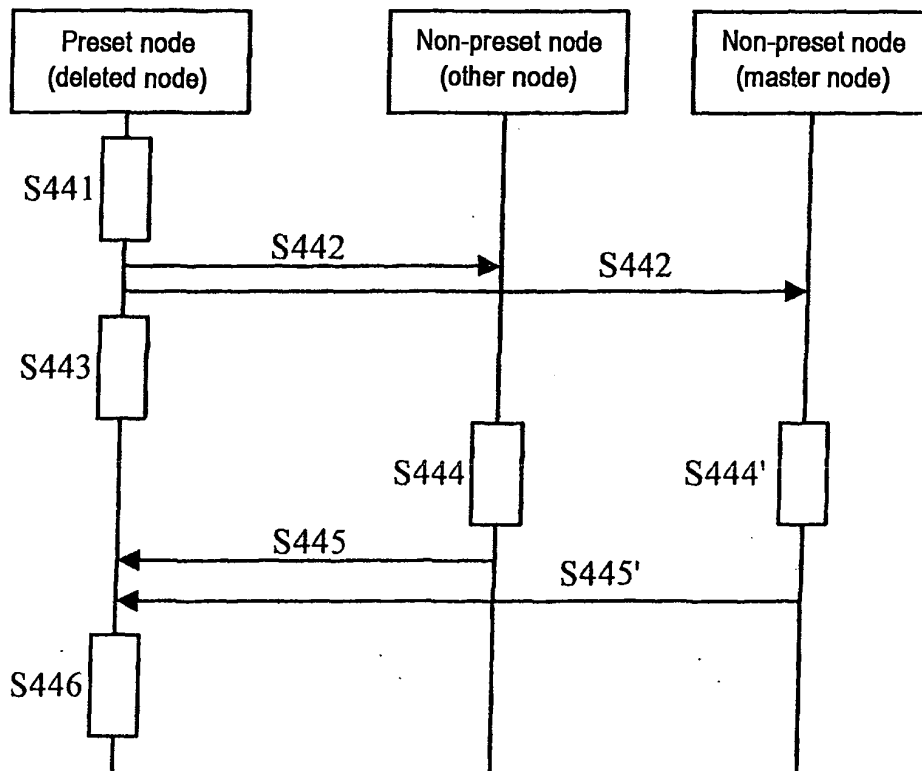 Preset node
(deleted node)
Non-preset node
(other node)
Non-preset node
(master node)
S441
S442
S442
S443
S444
S444'
S445
S445'
S446